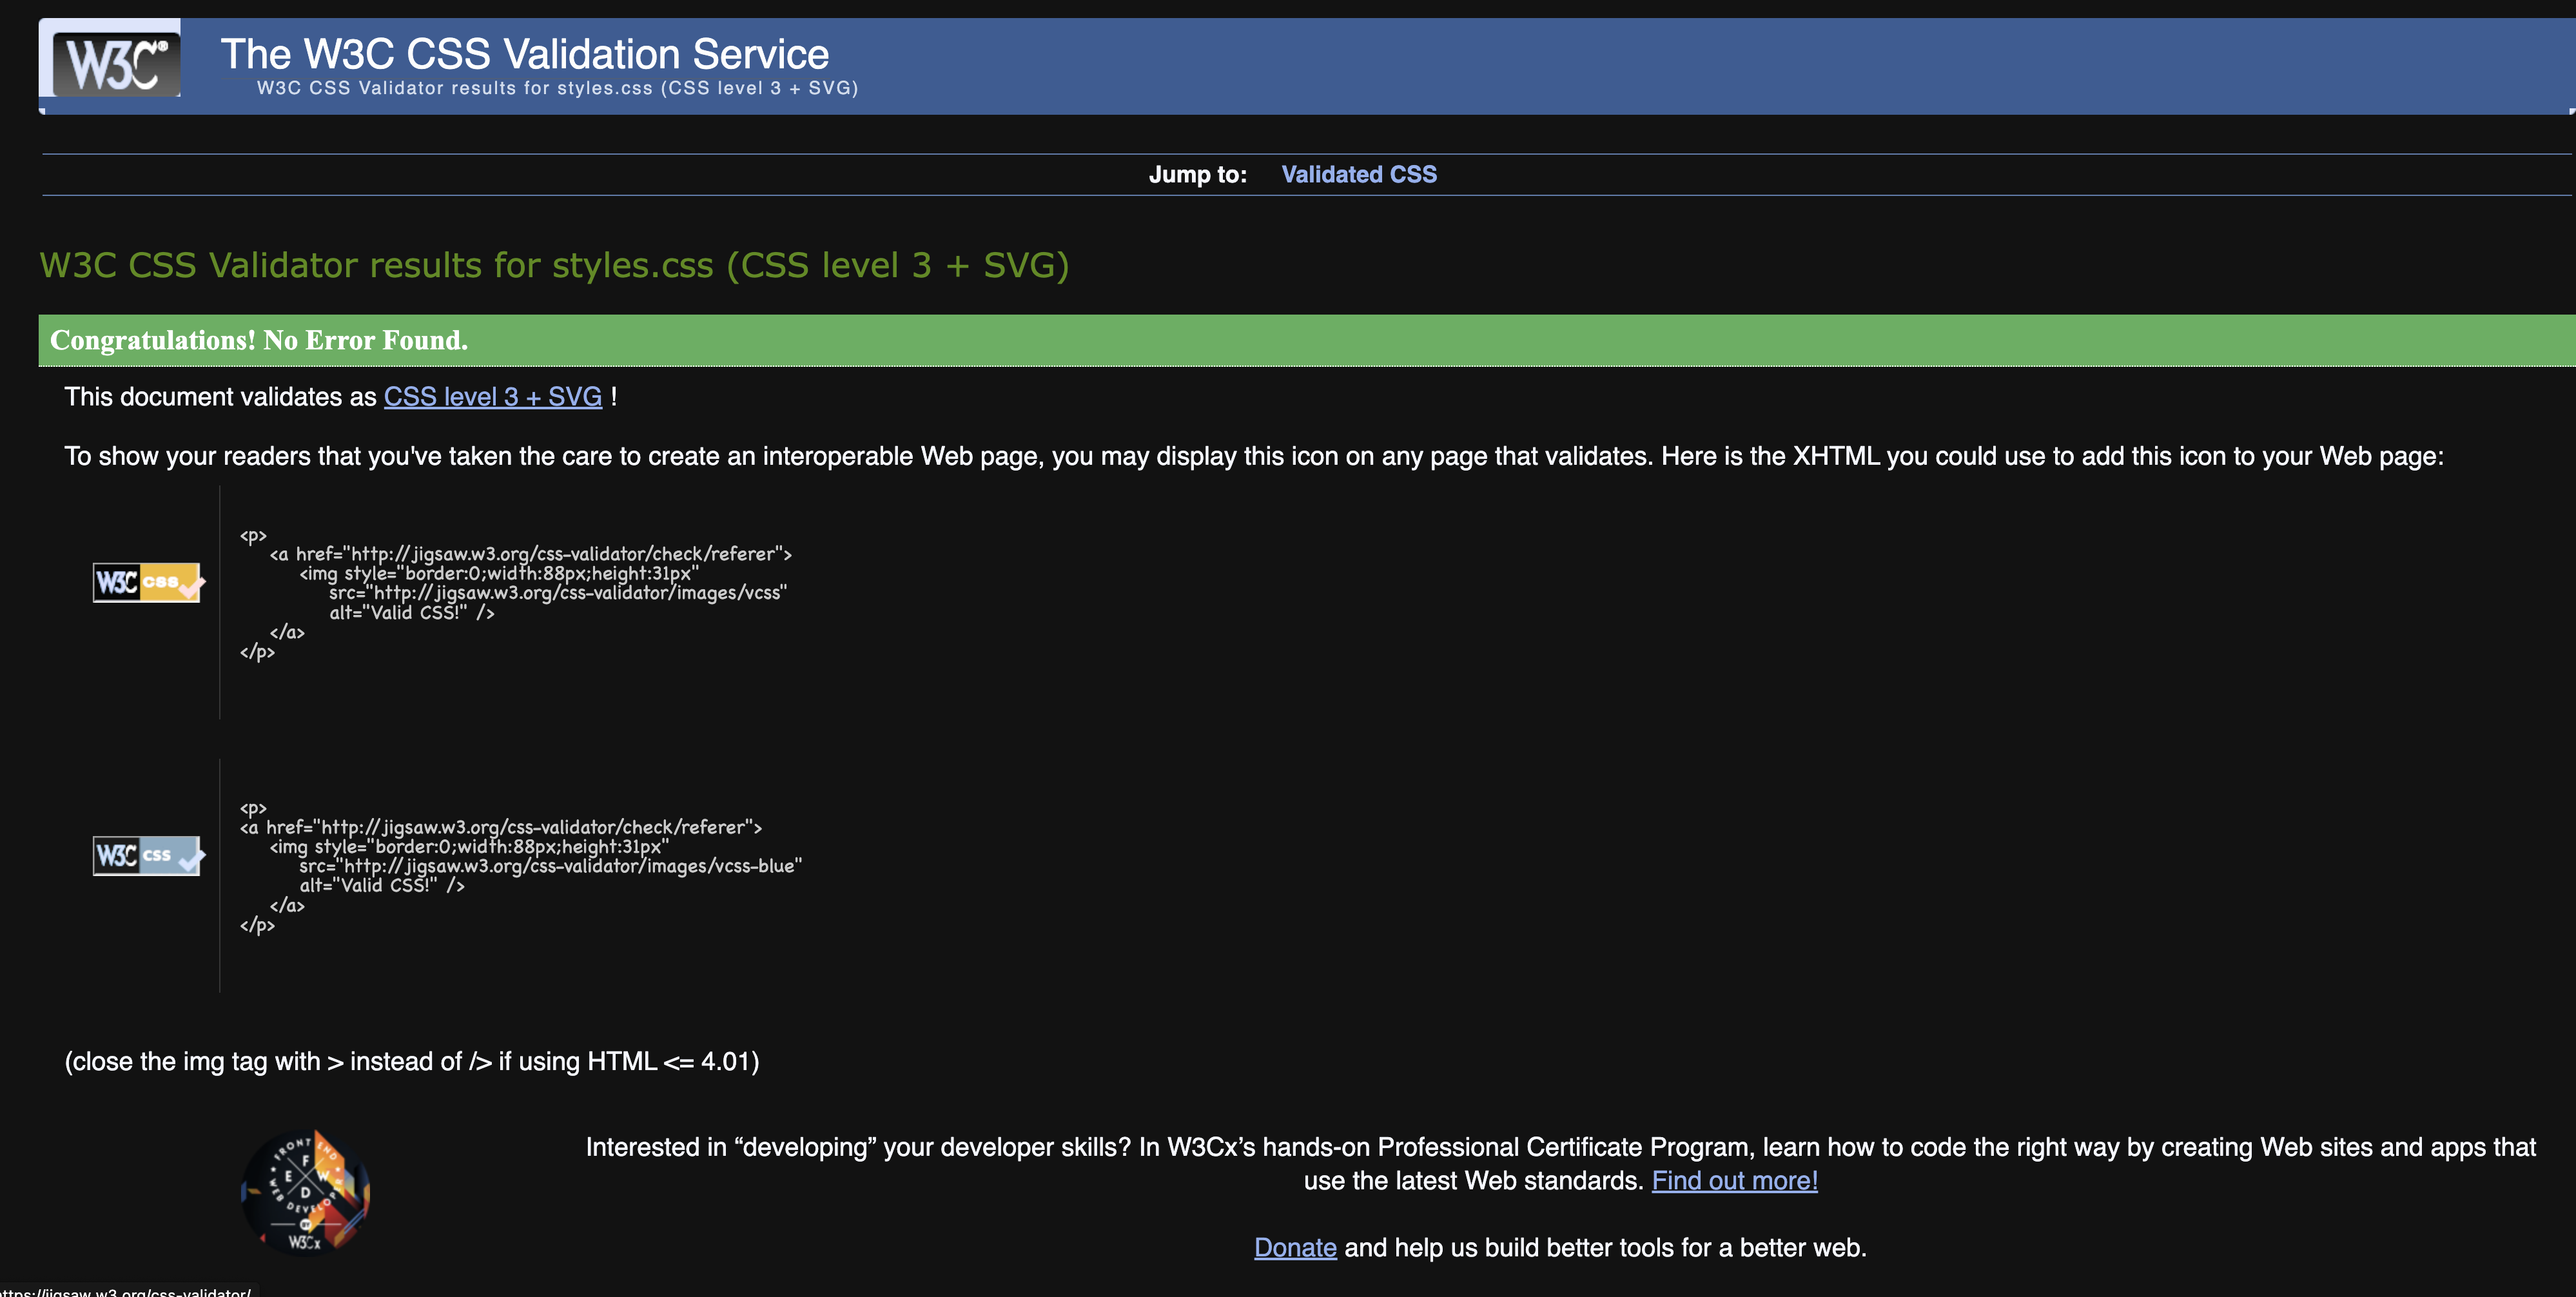 W3C®
The W3C CSS Validation Service
W3C CSS Validator results for styles.css (CSS level 3 + SVG)
Jump to: Validated CSS
W3C CSS Validator results for styles.css (CSS level 3 + SVG)
Congratulations! No Error Found.
This document validates as CSS level 3 + SVG !
To show your readers that you've taken the care to create an interoperable Web page, you may display this icon on any page that validates. Here is the XHTML you could use to add this icon to your Web page:
W3C css
<p>
<a href="http://jigsaw.w3.org/css-validator/check/referer">
<img style="border:0;width:88px;height:31px"
src="http://jigsaw.w3.org/css-validator/images/vcss"
alt="Valid CSS!" />
</a>
</p>
W3C css
<p>
<a href="http://jigsaw.w3.org/css-validator/check/referer">
<img style="border:0;width:88px;height:31px"
src="http://jigsaw.w3.org/css-validator/images/vcss-blue"
alt="Valid CSS!" />
</a>
</p>
(close the img tag with > instead of /> if using HTML <= 4.01)
FRONT END
F
E W
D
WEB DEVELOPER
BY
W3Cx
Interested in “developing” your developer skills? In W3Cx’s hands-on Professional Certificate Program, learn how to code the right way by creating Web sites and apps that
use the latest Web standards. Find out more!
Donate and help us build better tools for a better web.
ttps://jigsaw.w3.org/css-validator/